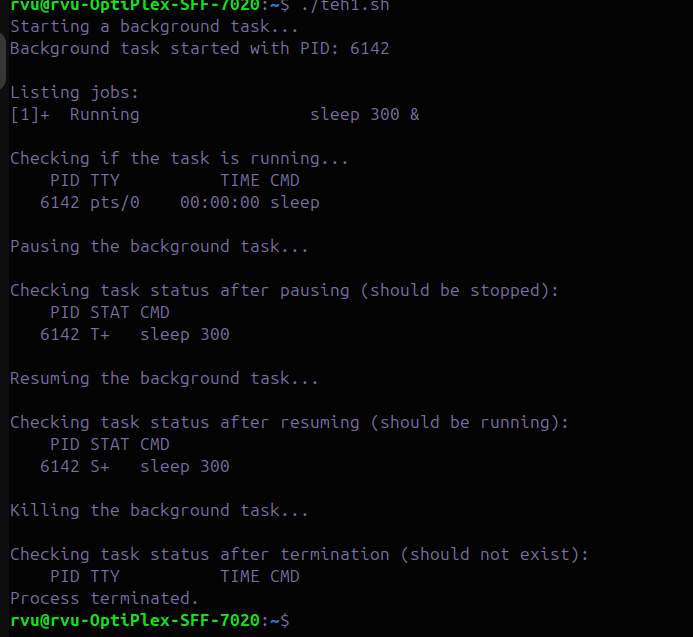 rvu@rvu-OptiPlex-SFF-7020:~$ ./teh1.sh
Starting a background task...
Background task started with PID: 6142

Listing jobs:
[1]+  Running                 sleep 300 &

Checking if the task is running...
    PID TTY          TIME CMD
   6142 pts/0    00:00:00 sleep

Pausing the background task...

Checking task status after pausing (should be stopped):
    PID STAT CMD
   6142 T+   sleep 300

Resuming the background task...

Checking task status after resuming (should be running):
    PID STAT CMD
   6142 S+   sleep 300

Killing the background task...

Checking task status after termination (should not exist):
    PID TTY          TIME CMD
Process terminated.
rvu@rvu-OptiPlex-SFF-7020:~$